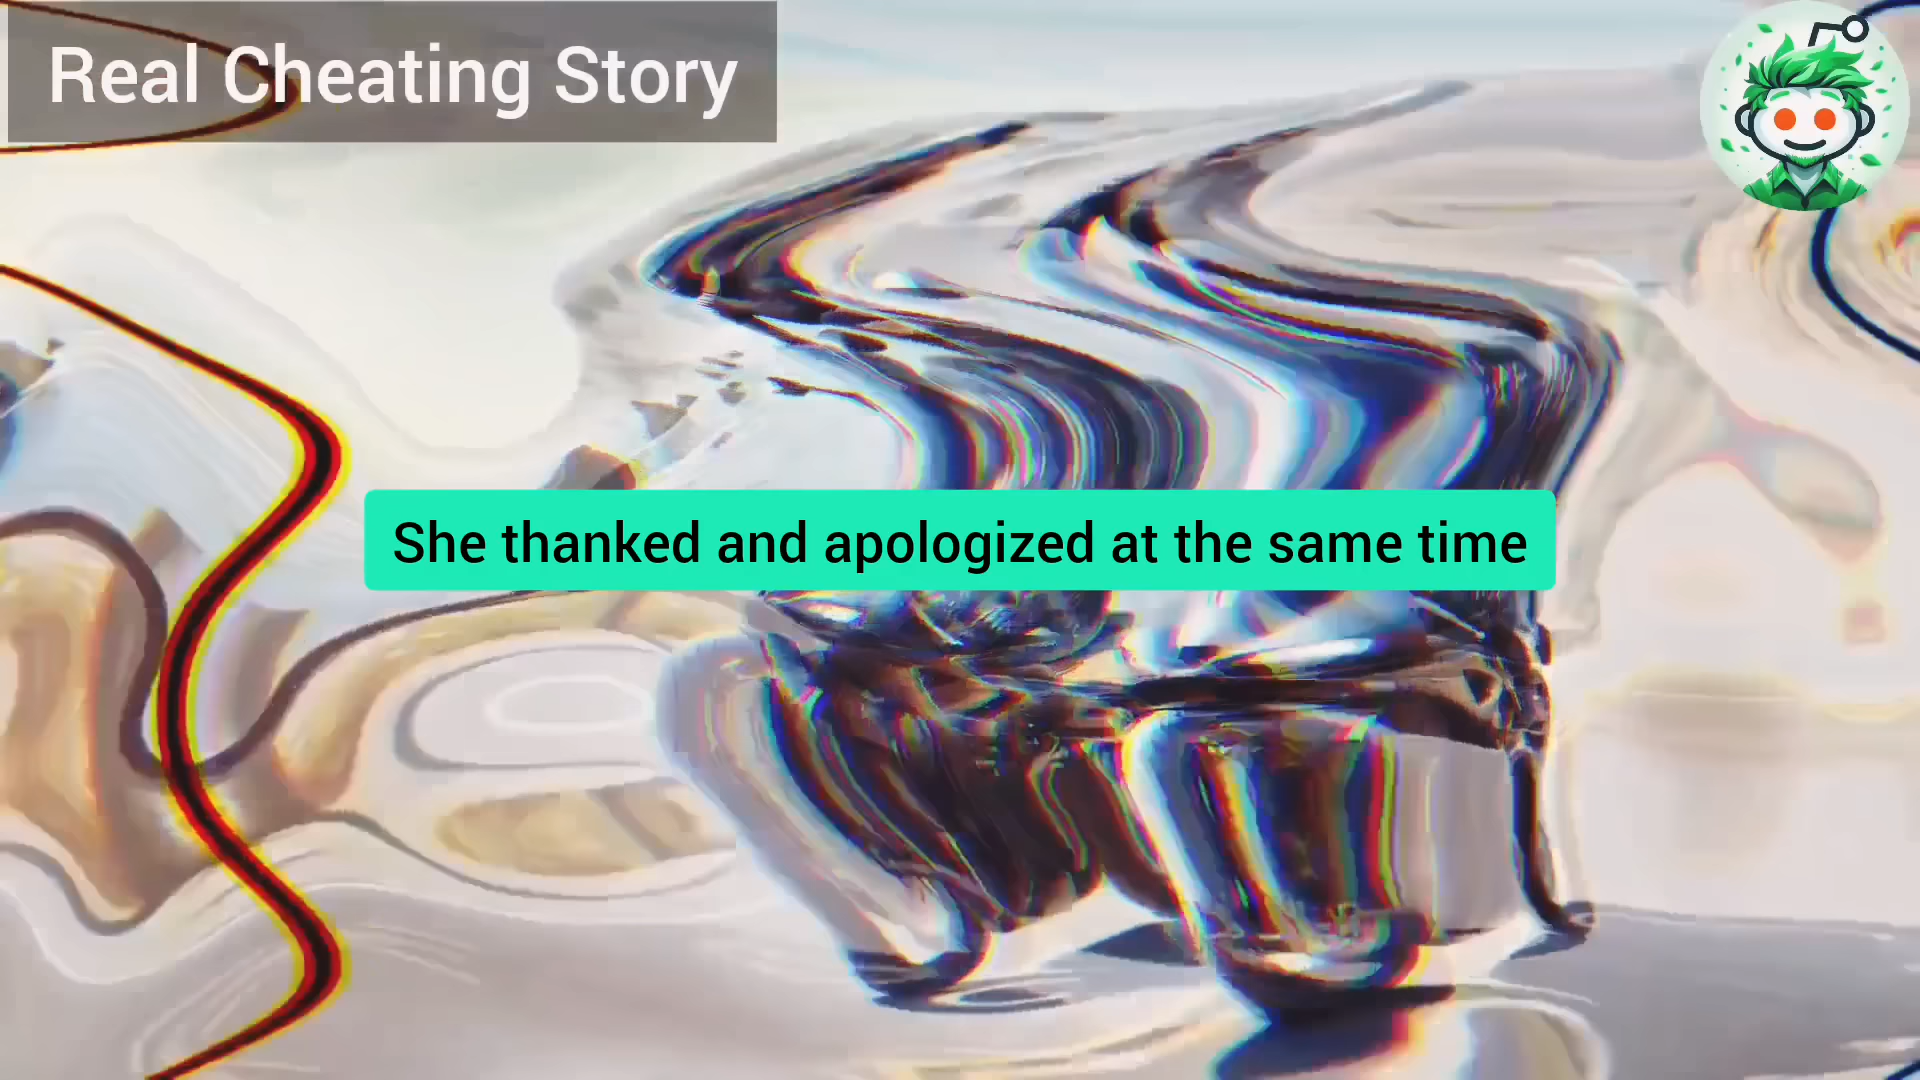 Real Cheating Story
She thanked and apologized at the same time